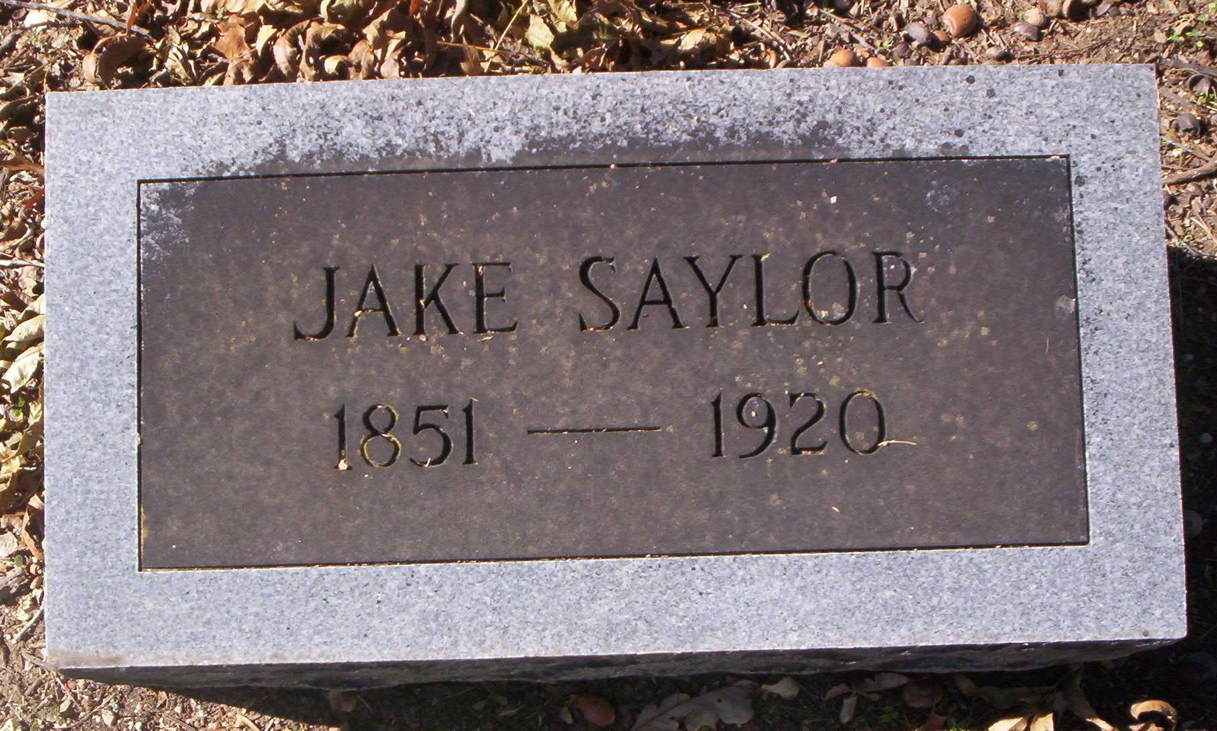 JAKE SAYLOR
1851 — 1920